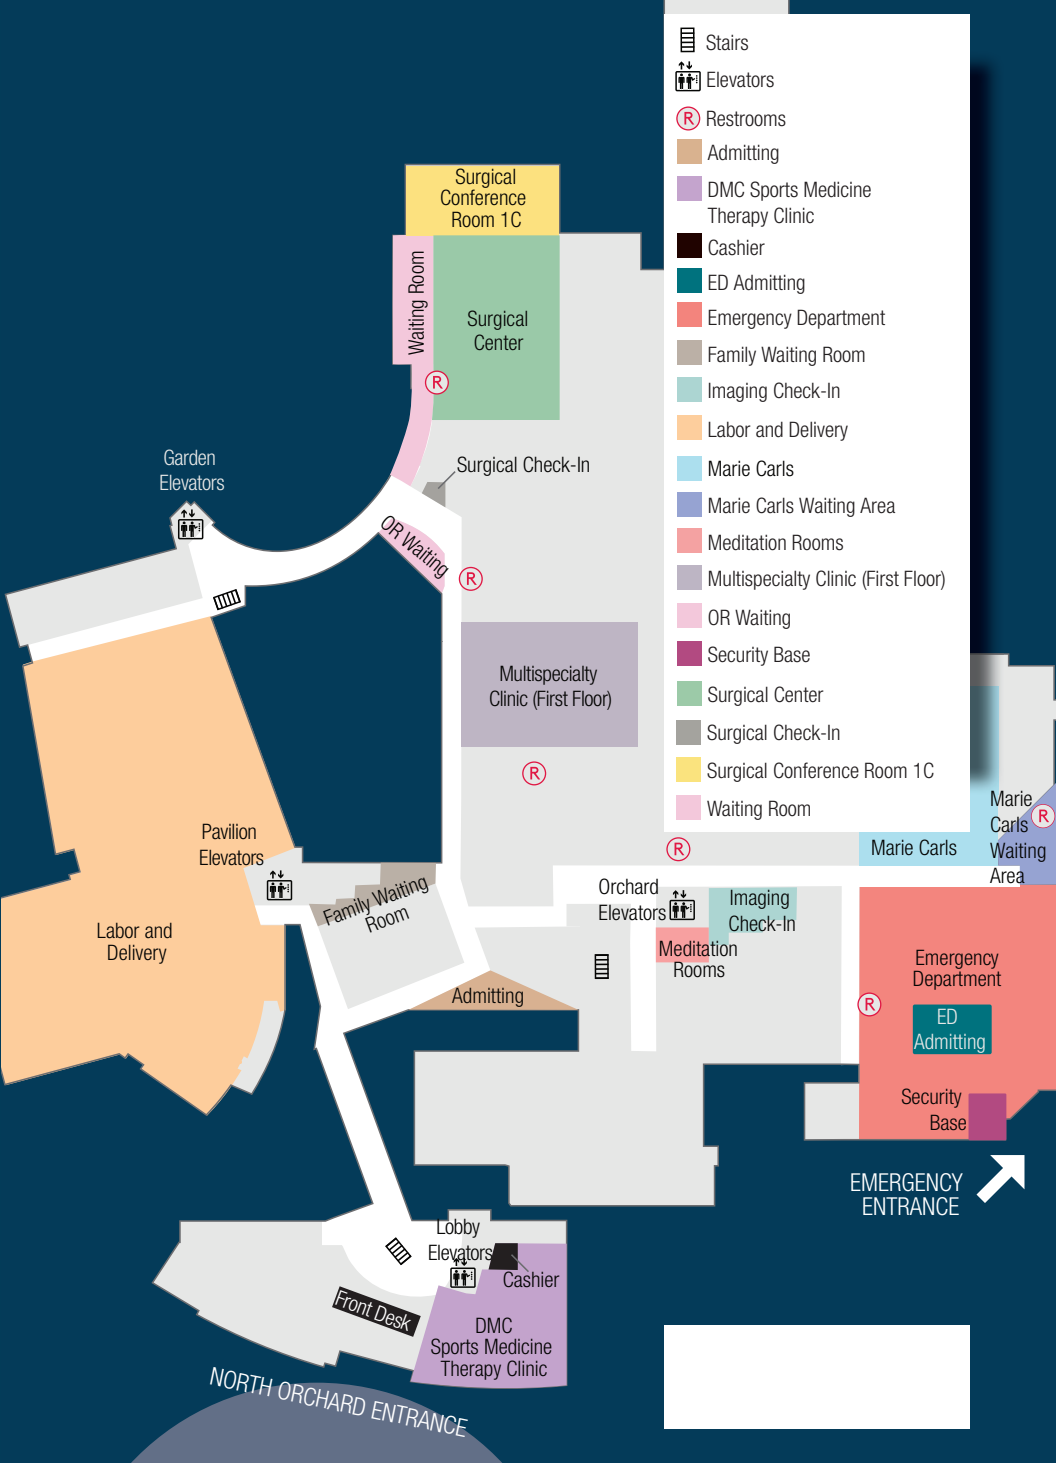 Stairs
Elevators
R Restrooms
Admitting
DMC Sports Medicine
Therapy Clinic
Cashier
ED Admitting
Emergency Department
Family Waiting Room
Imaging Check-In
Labor and Delivery
Marie Carls
Marie Carls Waiting Area
Meditation Rooms
Multispecialty Clinic (First Floor)
OR Waiting
Security Base
Surgical Center
Surgical Check-In
Surgical Conference Room 1C
Waiting Room
Surgical
Conference
Room 1C
Waiting Room
Surgical
Center
R
Garden
Elevators
Surgical Check-In
OR Waiting
R
Multispecialty
Clinic (First Floor)
R
Marie
Carls
Waiting
Area
R
Marie Carls
R
Pavilion
Elevators
Family Waiting
Room
Orchard
Elevators
Imaging
Check-In
Meditation
Rooms
Labor and
Delivery
Admitting
Emergency
Department
R
ED
Admitting
Security
Base
EMERGENCY
ENTRANCE
Lobby
Elevators
Cashier
Front Desk
DMC
Sports Medicine
Therapy Clinic
NORTH ORCHARD ENTRANCE